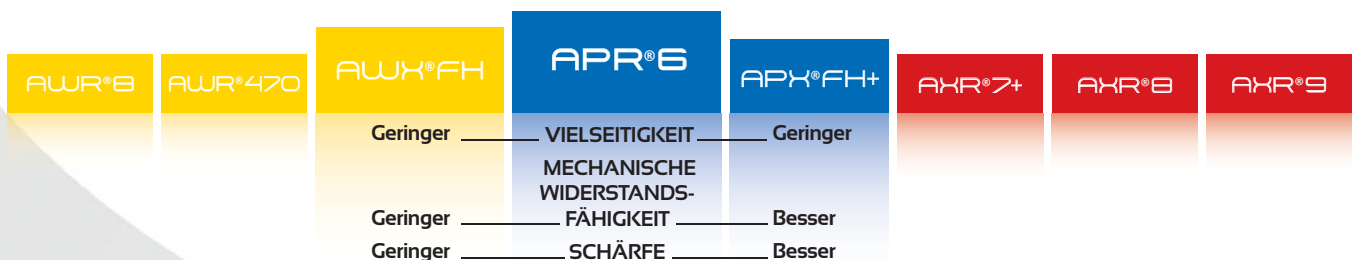 AWR®8 AWR®470 AWX®FH APR®6 APX®FH+ AXR®7+ AXR®8 AXR®9
Geringer VIELSEITIGKEIT Geringer
MECHANISCHE
WIDERSTANDS-
Geringer FÄHIGKEIT Besser
Geringer SCHÄRFE Besser